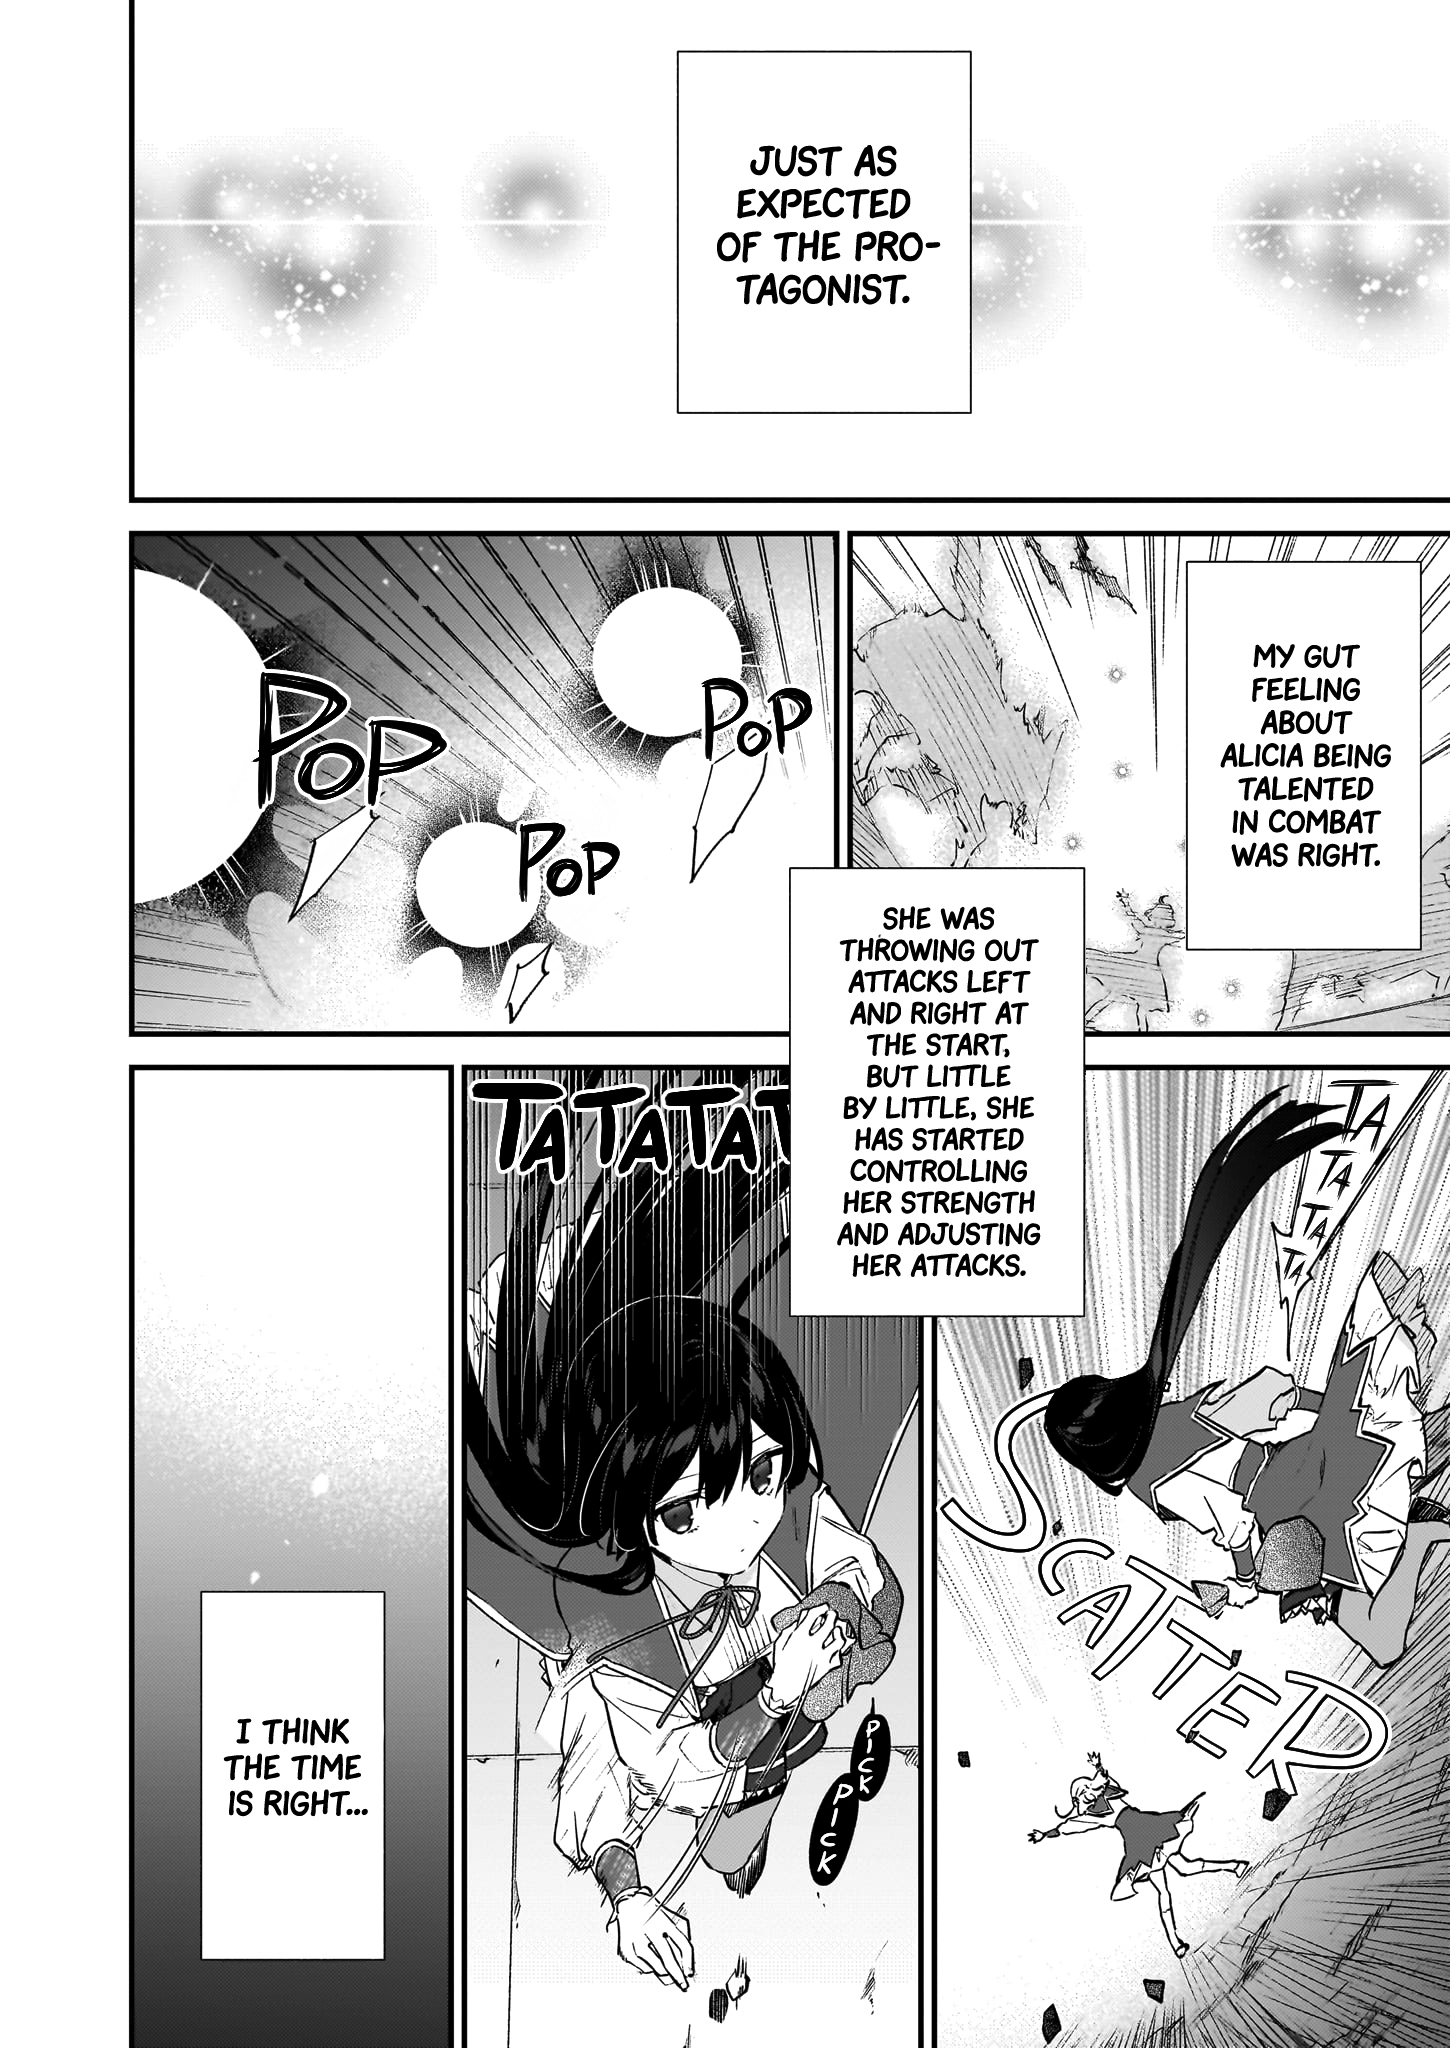 JUST AS
EXPECTED
OF THE PRO-
TAGONIST.
MY GUT
FEELING
ABOUT
ALICIA BEING
TALENTED
IN COMBAT
WAS RIGHT.
POP
POP
POP
SHE WAS
THROWING OUT
ATTACKS LEFT
AND RIGHT AT
THE START,
BUT LITTLE
BY LITTLE, SHE
HAS STARTED
CONTROLLING
HER STRENGTH
AND ADJUSTING
HER ATTACKS.
TA
TA
TA
TA
TA
SCATTER
TATATATAT
PICK
PICK
I THINK
THE TIME
IS RIGHT...